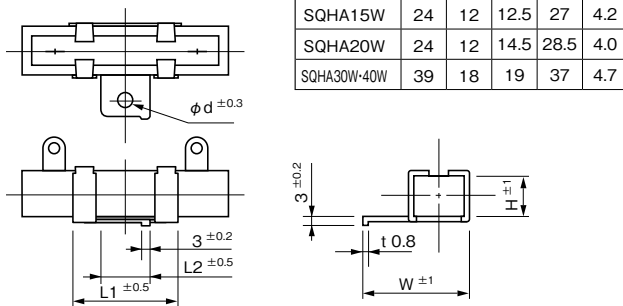 SQHA15W 24 12 12.5 27 4.2
SQHA20W 24 12 14.5 28.5 4.0
SQHA30W·40W 39 18 19 37 4.7
φd ±0.3
3 ±0.2
L2 ±0.5
L1 ±0.5
3 ±0.2
H ±1
t 0.8
W ±1